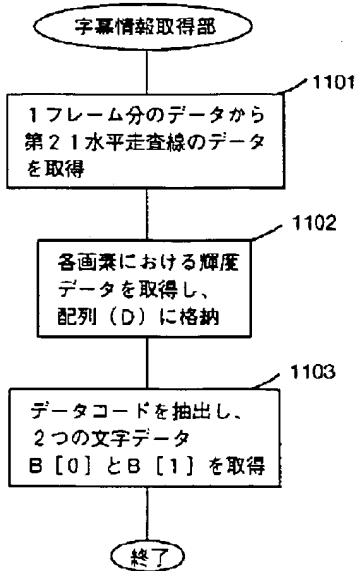 字幕情報取得部
1101
1フレーム分のデータから
第21水平走査線のデータ
を取得
1102
各画素における輝度
データを取得し、
配列(D)に格納
1103
データコードを抽出し、
2つの文字データ
B[0]とB[1]を取得
終了